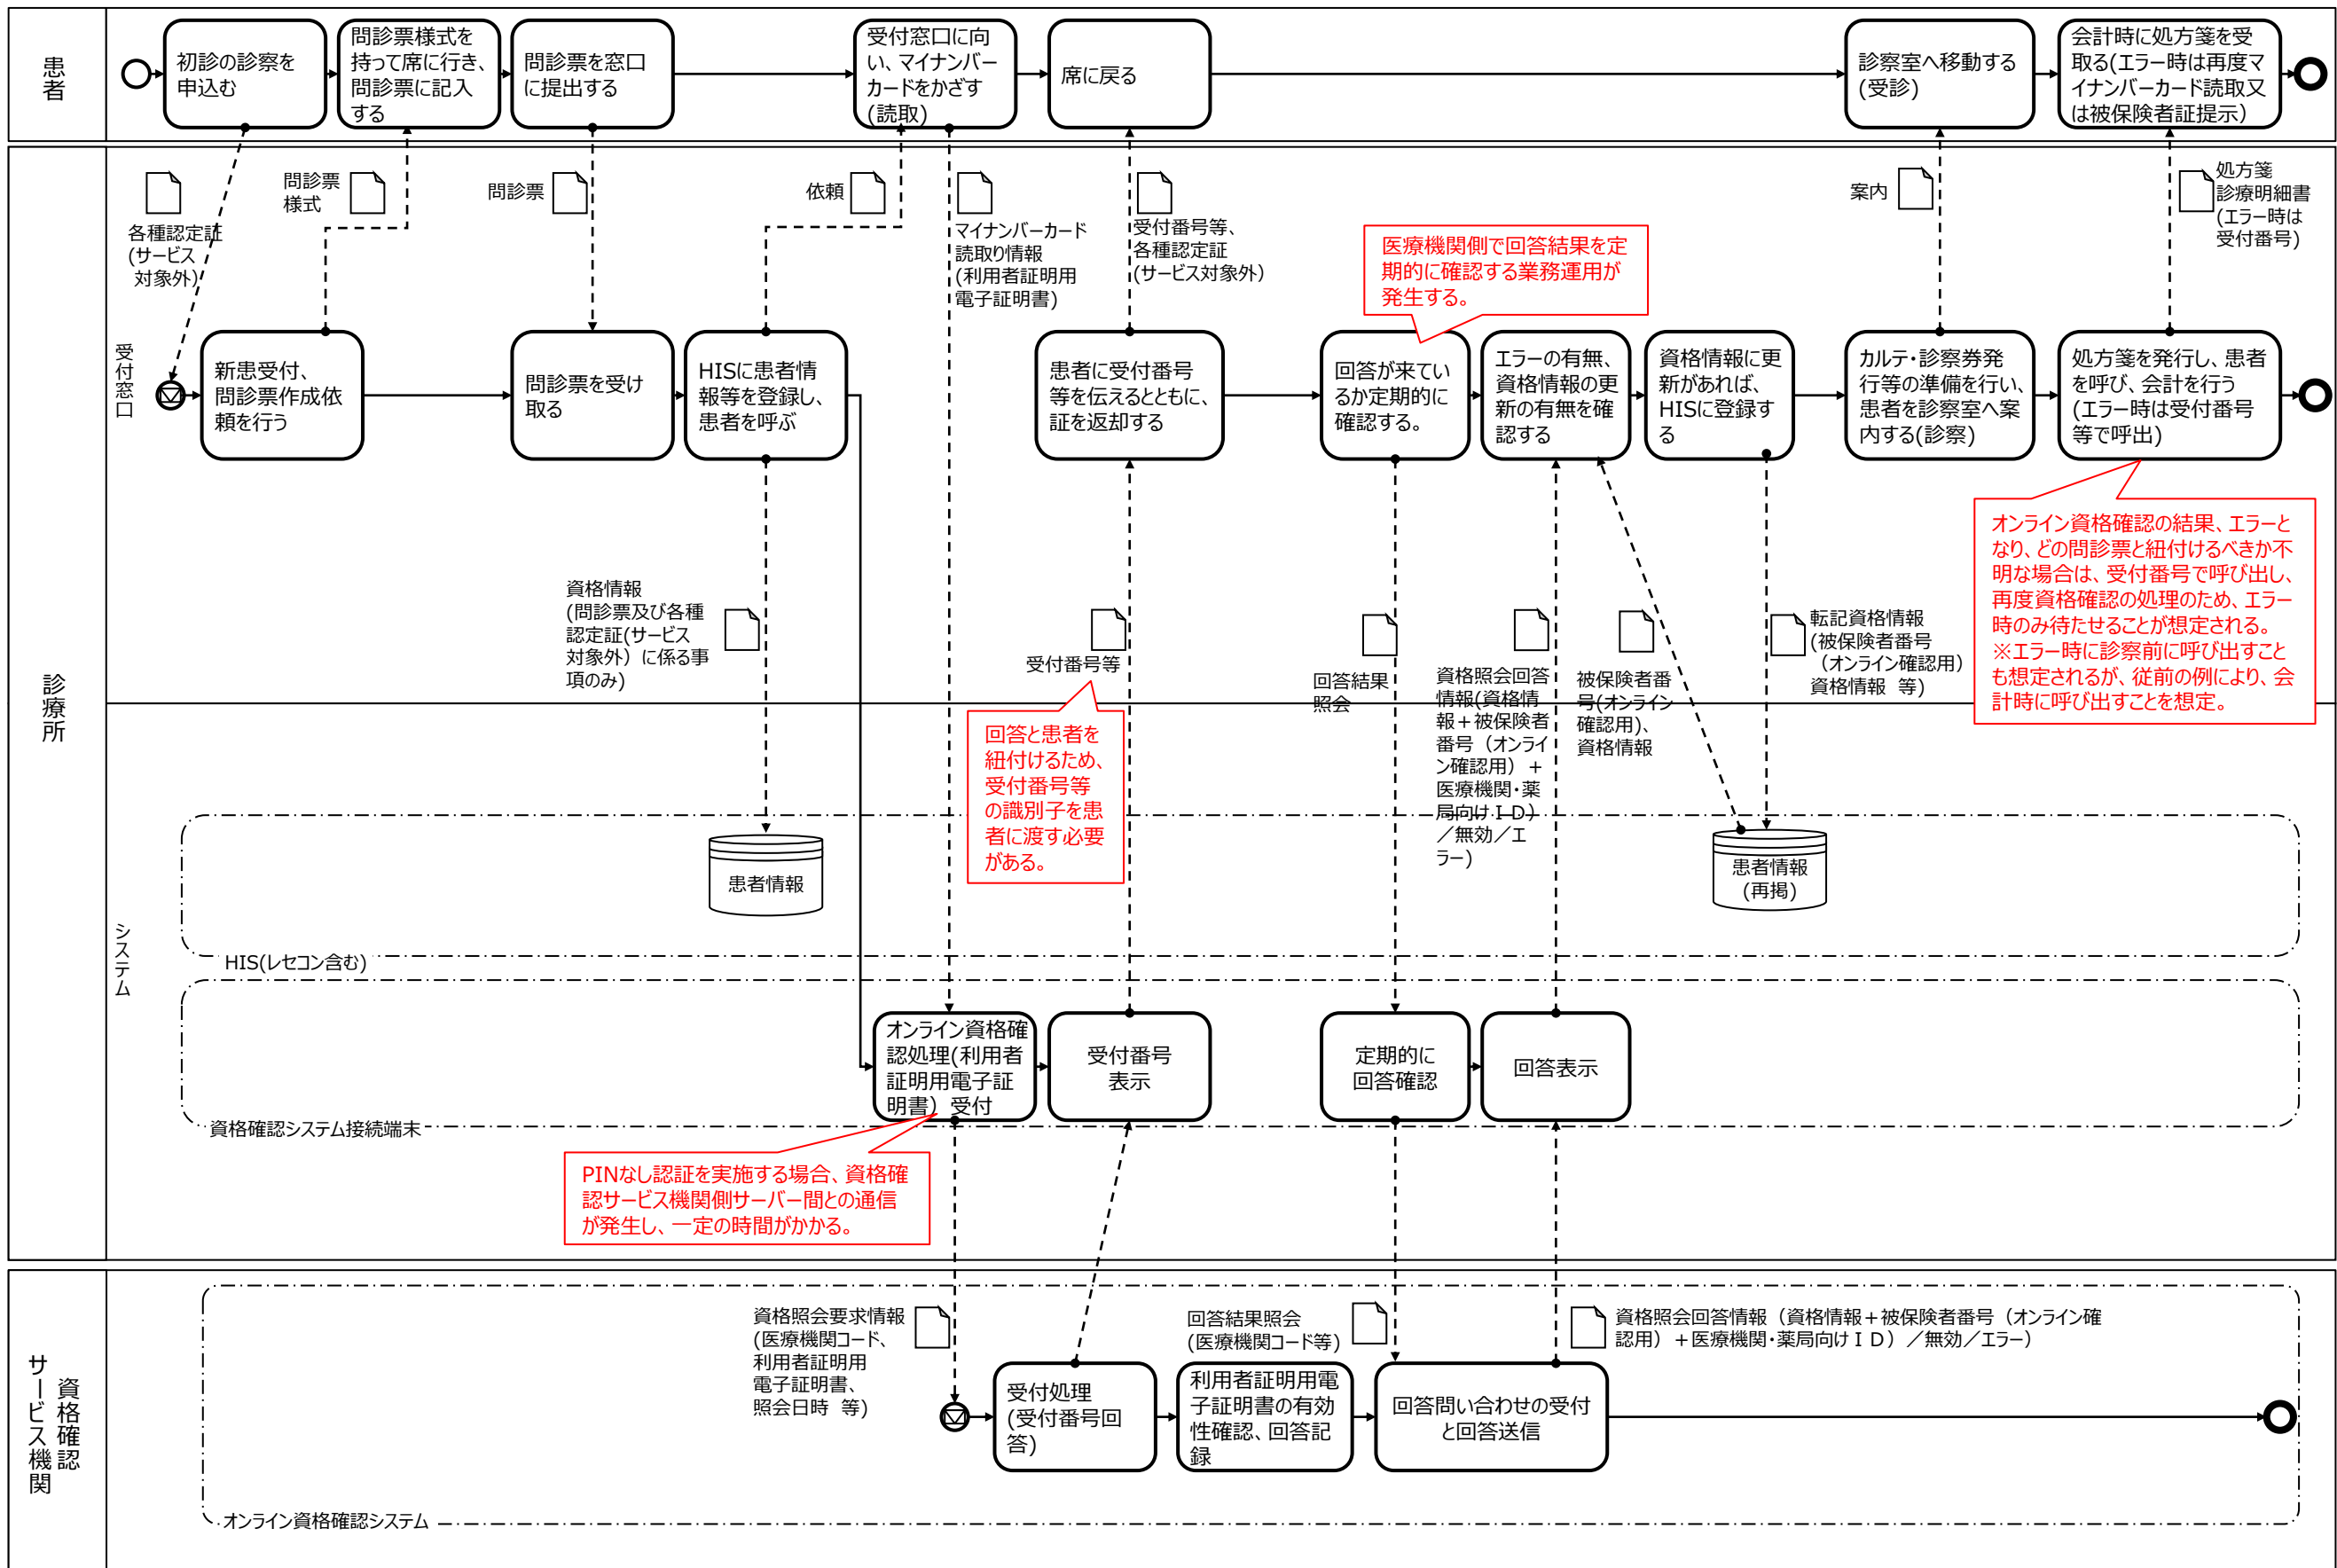 患者
初診の診察を
申込む
問診票様式を
持って席に行き、
問診票に記入
する
問診票を窓口
に提出する
受付窓口に向
い、マイナンバー
カードをかざす
(読取)
席に戻る
診察室へ移動する
(受診)
会計時に処方箋を受
取る(エラー時は再度マ
イナンバーカード読取又
は被保険者証提示)
診療所
受付窓口
各種認定証
(サービス
対象外)
問診票
様式
問診票
依頼
マイナンバーカード
読取り情報
(利用者証明用
電子証明書)
受付番号等、
各種認定証
(サービス対象外)
医療機関側で回答結果を定
期的に確認する業務運用が
発生する。
案内
処方箋
診療明細書
(エラー時は
受付番号)
新患受付、
問診票作成依
頼を行う
問診票を受け
取る
HISに患者情
報等を登録し、
患者を呼ぶ
患者に受付番号
等を伝えるとともに、
証を返却する
回答が来てい
るか定期的に
確認する。
エラーの有無、
資格情報の更
新の有無を確
認する
資格情報に更
新があれば、
HISに登録す
る
カルテ・診察券発
行等の準備を行い、
患者を診察室へ案
内する(診察)
処方箋を発行し、患者
を呼び、会計を行う
(エラー時は受付番号
等で呼出)
オンライン資格確認の結果、エラーと
なり、どの問診票と紐付けるべきか不
明な場合は、受付番号で呼び出し、
再度資格確認の処理のため、エラー
時のみ待たせることが想定される。
※エラー時に診察前に呼び出すこと
も想定されるが、従前の例により、会
計時に呼び出すことを想定。
資格情報
(問診票及び各種
認定証(サービス
対象外）に係る事
項のみ)
受付番号等
回答結果
照会
資格照会回答
情報(資格情
報＋被保険者
番号（オンライ
ン確認用）＋
医療機関・薬
局向けＩＤ）
／無効／エ
ラー)
被保険者番
号(オンライン
確認用)、
資格情報
転記資格情報
(被保険者番号
（オンライン確認用)
資格情報 等)
回答と患者を
紐付けるため、
受付番号等
の識別子を患
者に渡す必要
がある。
システム
患者情報
患者情報
(再掲)
HIS(レセコン含む)
オンライン資格確
認処理(利用者
証明用電子証
明書）受付
受付番号
表示
定期的に
回答確認
回答表示
資格確認システム接続端末
PINなし認証を実施する場合、資格確
認サービス機関側サーバー間との通信
が発生し、一定の時間がかかる。
資格確認
サービス機関
資格照会要求情報
(医療機関コード、
利用者証明用
電子証明書、
照会日時 等)
回答結果照会
(医療機関コード等)
資格照会回答情報（資格情報＋被保険者番号（オンライン確
認用）＋医療機関・薬局向けＩＤ）／無効／エラー)
受付処理
(受付番号回
答)
利用者証明用電
子証明書の有効
性確認、回答記
録
回答問い合わせの受付
と回答送信
オンライン資格確認システム